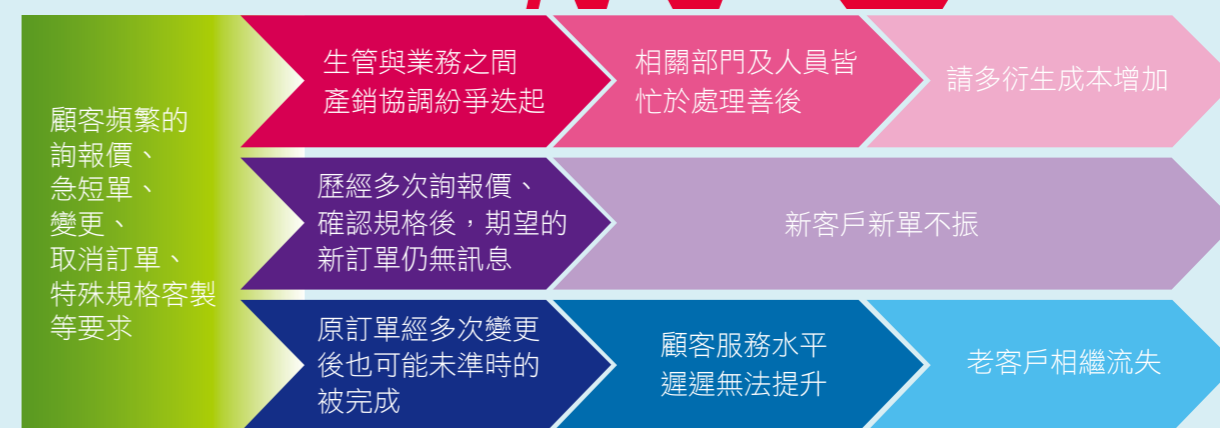 顧客頻繁的
詢報價、
急短單、
變更、
取消訂單、
特殊規格客製
等要求
生管與業務之間
產銷協調紛爭迭起
相關部門及人員皆
忙於處理善後
請多衍生成本增加
歷經多次詢報價、
確認規格後，期望的
新訂單仍無訊息
新客戶新單不振
原訂單經多次變更
後也可能未準時的
被完成
顧客服務水平
遲遲無法提升
老客戶相繼流失